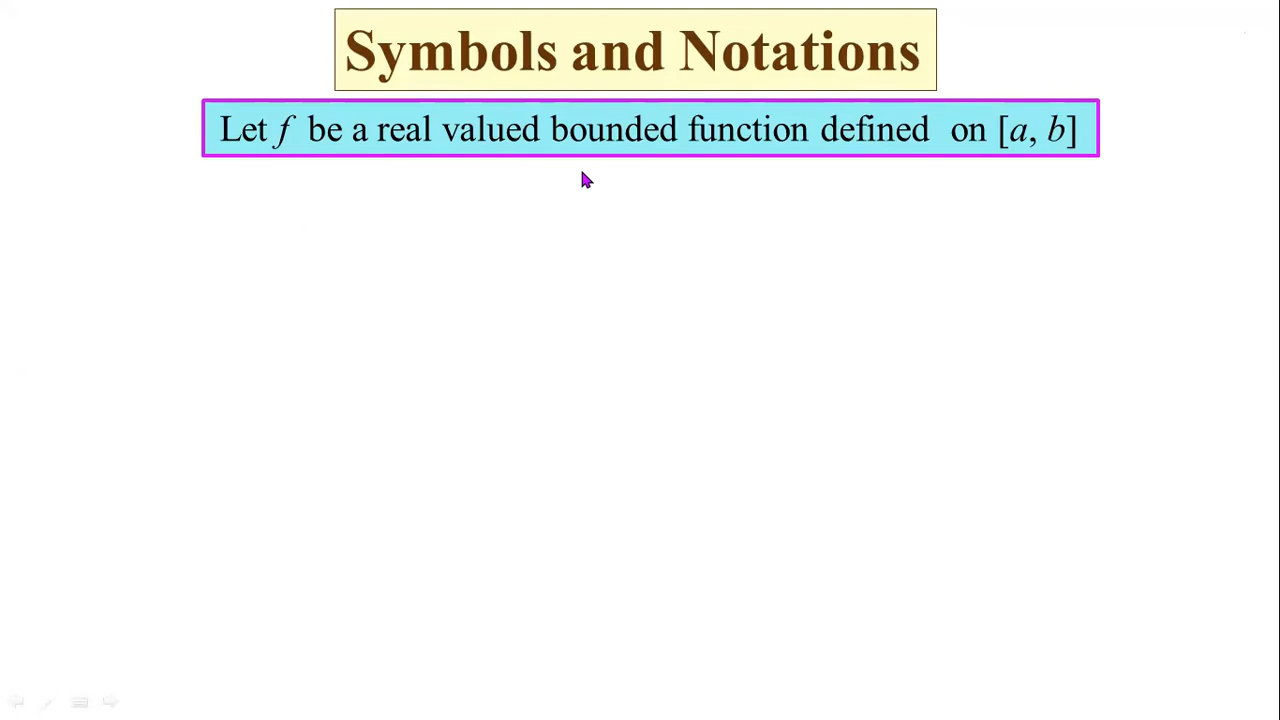 Symbols and Notations
Let f be a real valued bounded function defined on [a, b]